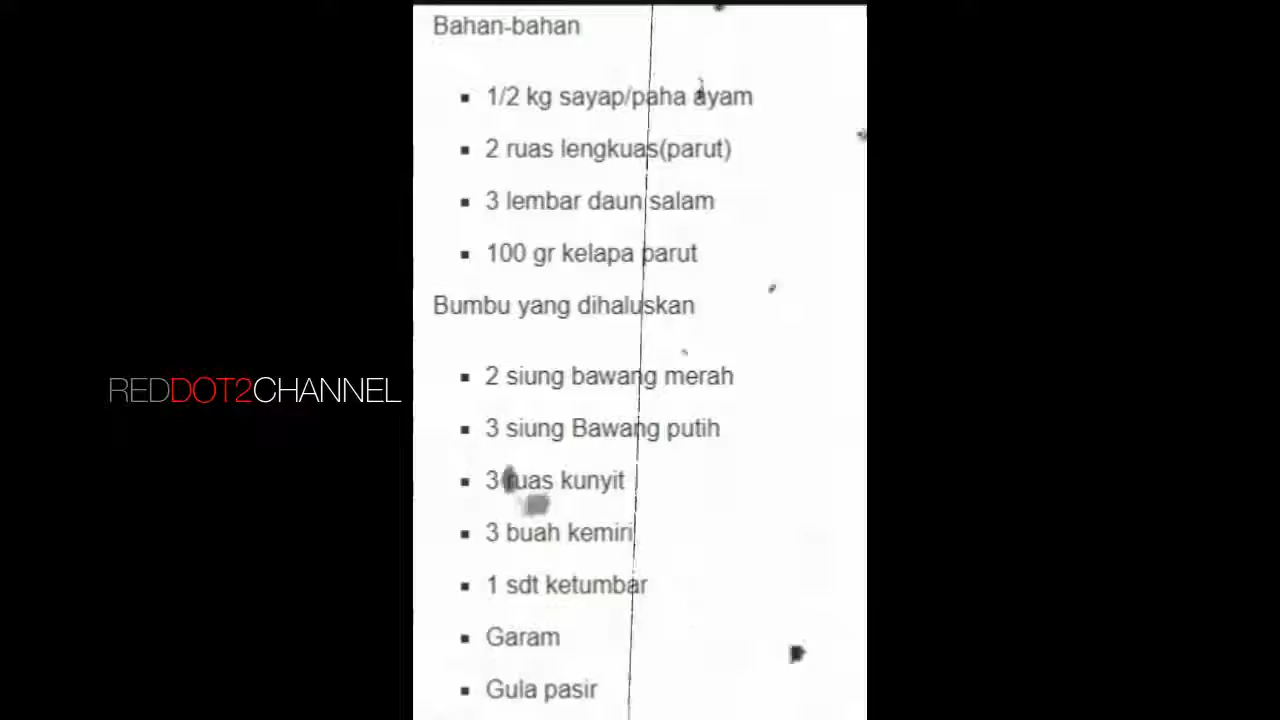 Bahan-bahan
1/2 kg sayap/paha ayam
2 ruas lengkuas(parut)
3 lembar daun salam
100 gr kelapa parut
Bumbu yang dihaluskan
2 siung bawang merah
3 siung Bawang putih
REDDOT2CHANNEL
3 ruas kunyit
3 buah kemiri
1 sdt ketumbar
Garam
Gula pasir